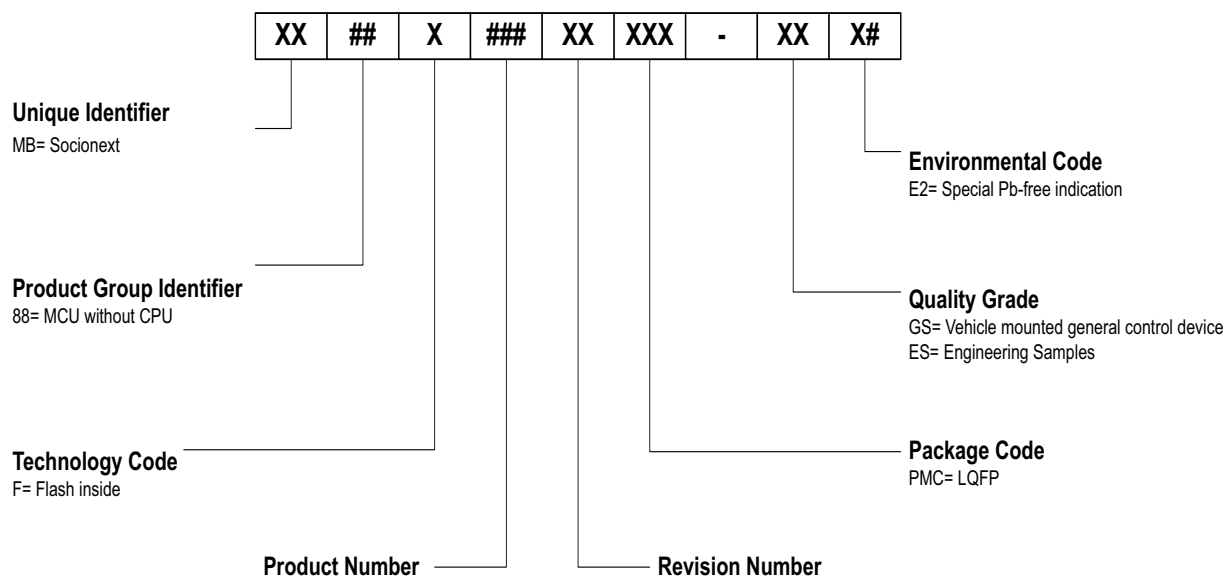 XX ## X ### XX XXX - XX X#
Unique Identifier
MB= Socionext
Environmental Code
E2= Special Pb-free indication
Product Group Identifier
88= MCU without CPU
Quality Grade
GS= Vehicle mounted general control device
ES= Engineering Samples
Technology Code
F= Flash inside
Package Code
PMC= LQFP
Product Number
Revision Number